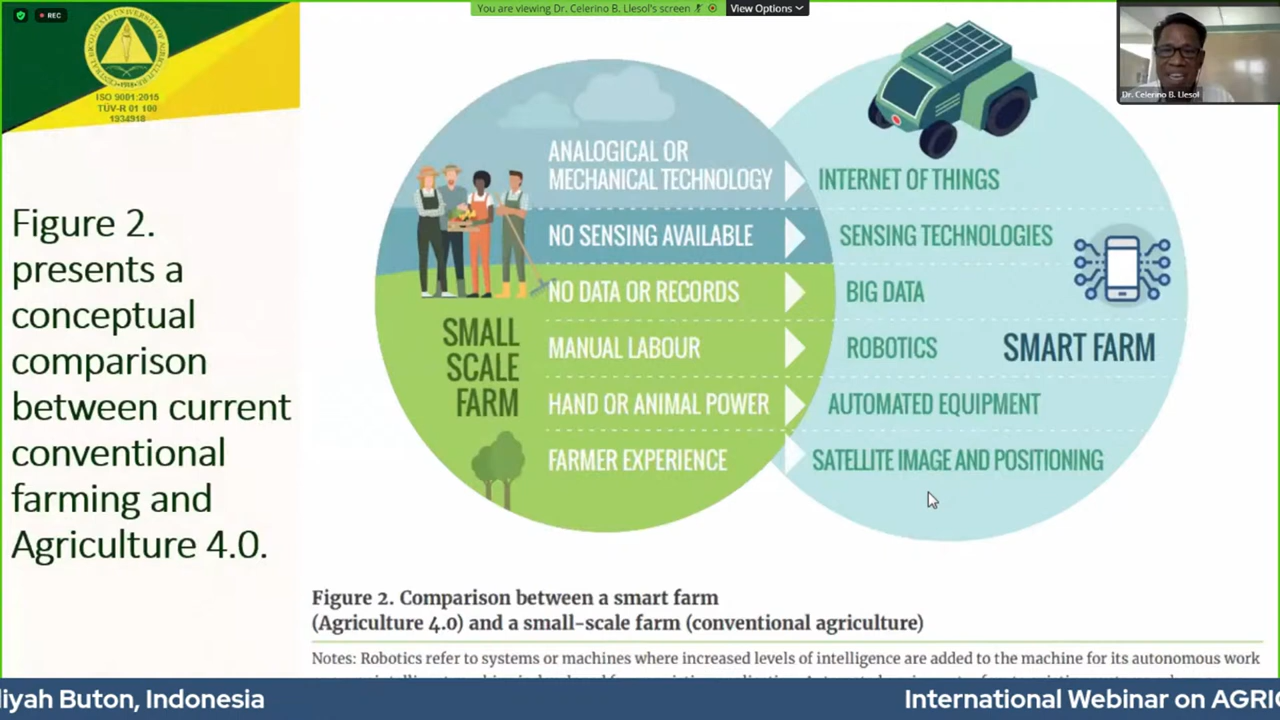 REC
You are viewing Dr. Celerino B. Llesol's screen
View Options
Dr. Celerino B. Llesol
ISO 9001:2015
TÜV-R 01 100
1934918
Figure 2.
presents a
conceptual
comparison
between current
conventional
farming and
Agriculture 4.0.
SMALL
SCALE
FARM
ANALOGICAL OR
MECHANICAL TECHNOLOGY
INTERNET OF THINGS
NO SENSING AVAILABLE
SENSING TECHNOLOGIES
NO DATA OR RECORDS
BIG DATA
MANUAL LABOUR
ROBOTICS
HAND OR ANIMAL POWER
AUTOMATED EQUIPMENT
FARMER EXPERIENCE
SATELLITE IMAGE AND POSITIONING
SMART FARM
Figure 2. Comparison between a smart farm
(Agriculture 4.0) and a small-scale farm (conventional agriculture)
Notes: Robotics refer to systems or machines where increased levels of intelligence are added to the machine for its autonomous work
liyah Buton, Indonesia
International Webinar on AGRIC